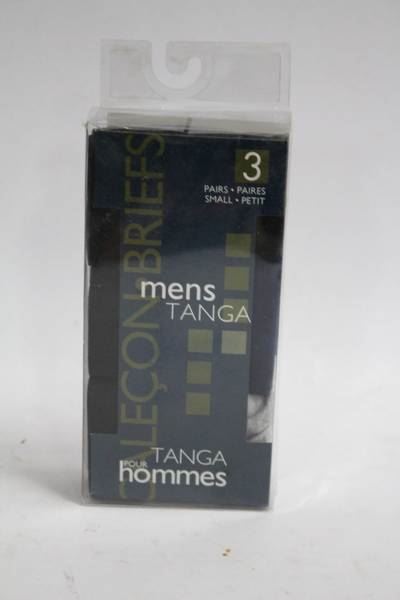 CALEÇON•BRIEFS
3
PAIRS • PAIRES
SMALL • PETIT
mens
TANGA
TANGA
POUR
hommes